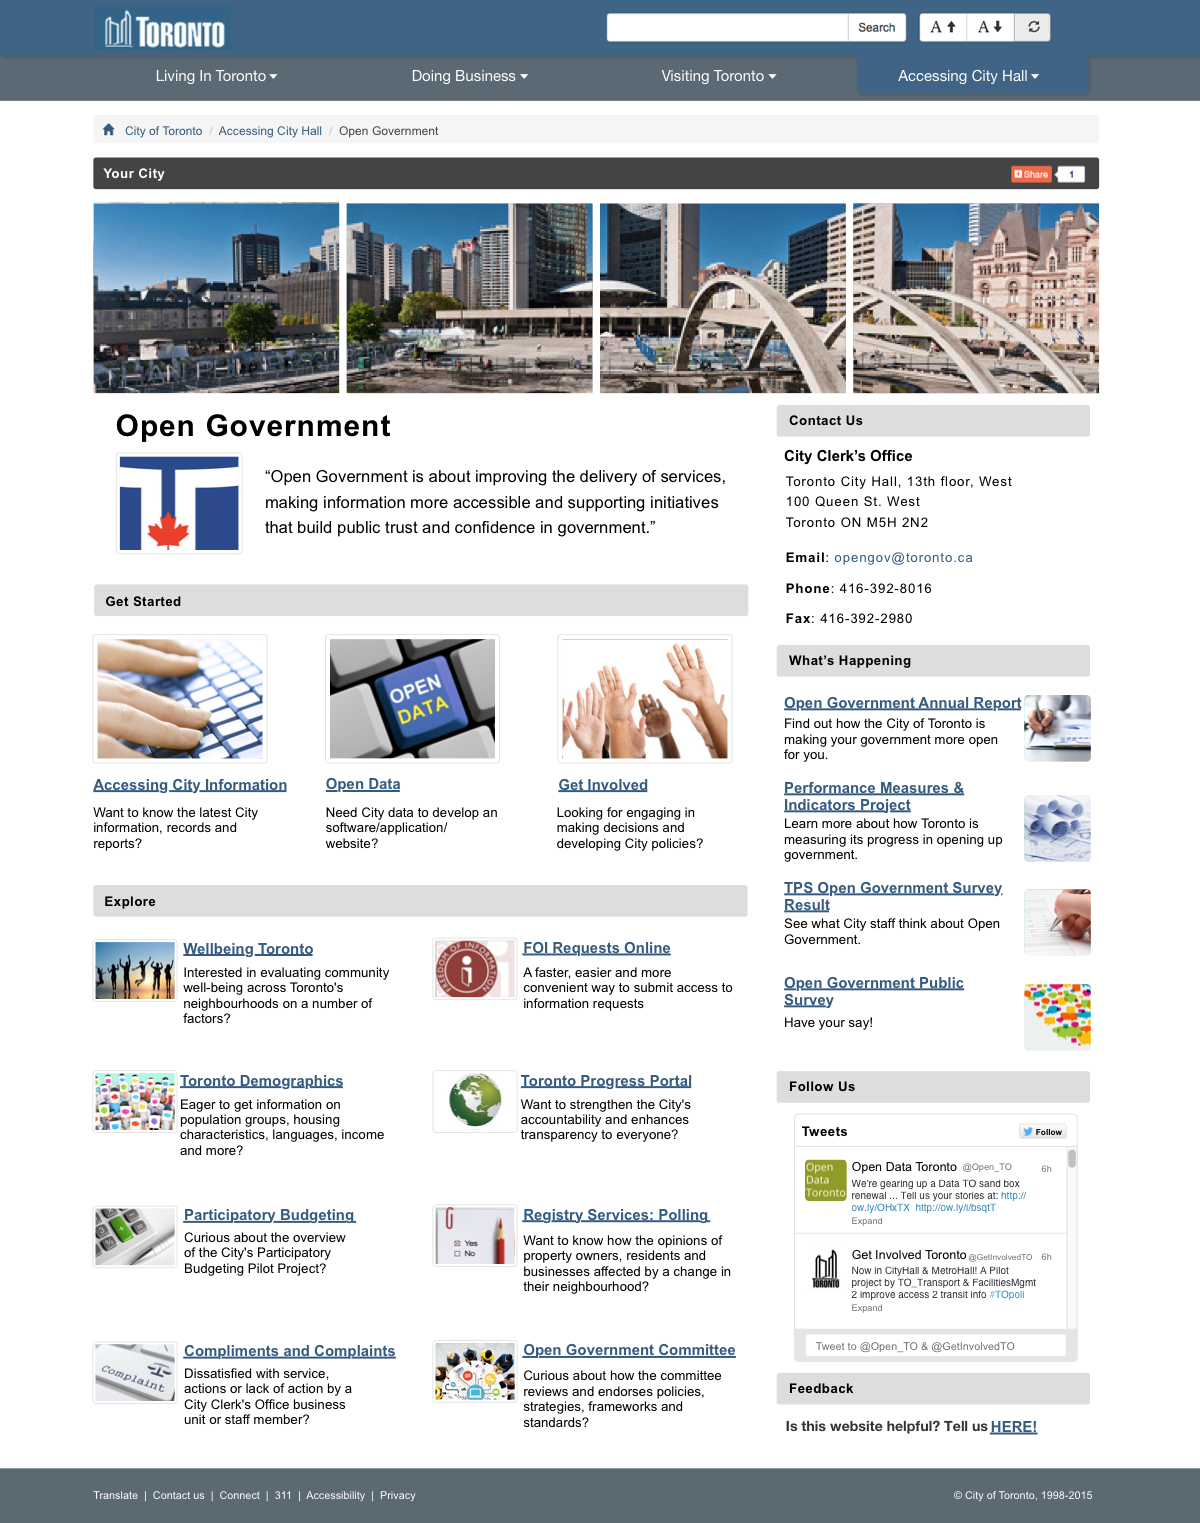 TORONTO
Search
A A
Living In Toronto
Doing Business
Visiting Toronto
Accessing City Hall
City of Toronto / Accessing City Hall / Open Government
Your City
Share 1
Open Government
“Open Government is about improving the delivery of services,
making information more accessible and supporting initiatives
that build public trust and confidence in government.”
Get Started
OPEN
DATA
Accessing City Information
Want to know the latest City
information, records and
reports?
Open Data
Need City data to develop an
software/application/
website?
Get Involved
Looking for engaging in
making decisions and
developing City policies?
Explore
Wellbeing Toronto
Interested in evaluating community
well-being across Toronto's
neighbourhoods on a number of
factors?
FREEDOM OF INFORMATION
i
FOI Requests Online
A faster, easier and more
convenient way to submit access to
information requests
Toronto Demographics
Eager to get information on
population groups, housing
characteristics, languages, income
and more?
Toronto Progress Portal
Want to strengthen the City's
accountability and enhances
transparency to everyone?
Participatory Budgeting
Curious about the overview
of the City's Participatory
Budgeting Pilot Project?
Yes
No
Registry Services: Polling
Want to know how the opinions of
property owners, residents and
businesses affected by a change in
their neighbourhood?
Complaint
Compliments and Complaints
Dissatisfied with service,
actions or lack of action by a
City Clerk's Office business
unit or staff member?
Open Government Committee
Curious about how the committee
reviews and endorses policies,
strategies, frameworks and
standards?
Contact Us
City Clerk’s Office
Toronto City Hall, 13th floor, West
100 Queen St. West
Toronto ON M5H 2N2
Email: opengov@toronto.ca
Phone: 416-392-8016
Fax: 416-392-2980
What’s Happening
Open Government Annual Report
Find out how the City of Toronto is
making your government more open
for you.
Performance Measures &
Indicators Project
Learn more about how Toronto is
measuring its progress in opening up
government.
TPS Open Government Survey
Result
See what City staff think about Open
Government.
Open Government Public
Survey
Have your say!
Follow Us
Tweets
Follow
Open
Data
Toronto
Open Data Toronto @Open_TO 6h
We're gearing up a Data TO sand box
renewal ... Tell us your stories at: http://
ow.ly/OHxTX http://ow.ly/i/bsqtT
Expand
TORONTO
Get Involved Toronto @GetInvolvedTO 6h
Now in CityHall & MetroHall! A Pilot
project by TO_Transport & FacilitiesMgmt
2 improve access 2 transit info #TOpoli
Expand
Tweet to @Open_TO & @GetInvolvedTO
Feedback
Is this website helpful? Tell us HERE!
Translate | Contact us | Connect | 311 | Accessibility | Privacy
© City of Toronto, 1998-2015